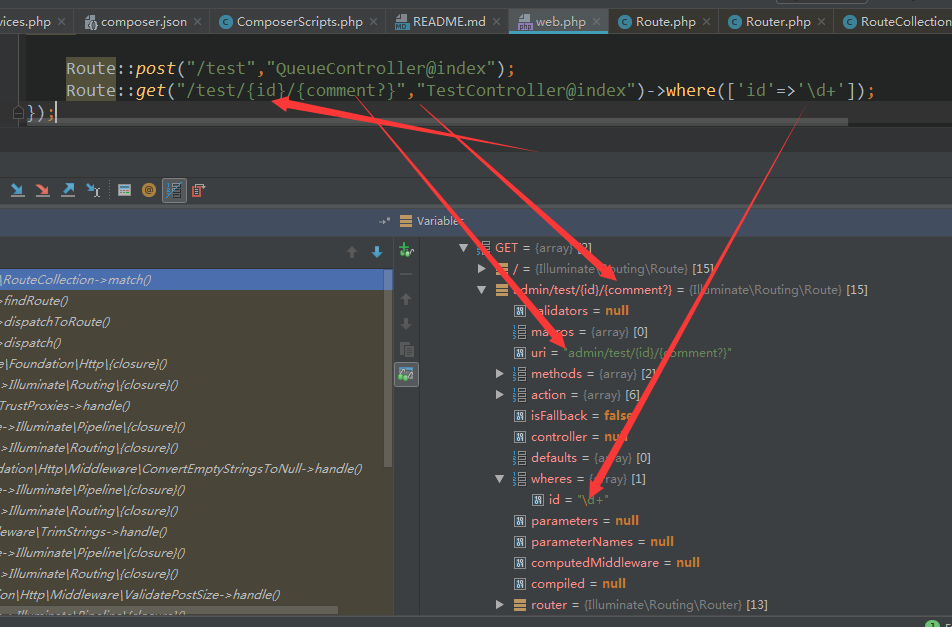 vices.php composer.json ComposerScripts.php README.md web.php Route.php Router.php RouteCollection
Route::post("/test","QueueController@index");
Route::get("/test/{id}/{comment?}","TestController@index")->where(['id'=>'\d+']);
});
Variables
\RouteCollection->match()
>findRoute()
>dispatchToRoute()
>dispatch()
e\Foundation\Http\{closure}()
>Illuminate\Routing\{closure}()
TrustProxies->handle()
e->Illuminate\Pipeline\{closure}()
>Illuminate\Routing\{closure}()
dation\Http\Middleware\ConvertEmptyStringsToNull->handle()
e->Illuminate\Pipeline\{closure}()
>Illuminate\Routing\{closure}()
leware\TrimStrings->handle()
e->Illuminate\Pipeline\{closure}()
>Illuminate\Routing\{closure}()
ion\Http\Middleware\ValidatePostSize->handle()
e->Illuminate\Pipeline\{closure}()
GET = {array} [2]
/ = {Illuminate\Routing\Route} [15]
admin/test/{id}/{comment?} = {Illuminate\Routing\Route} [15]
validators = null
macros = {array} [0]
uri = "admin/test/{id}/{comment?}"
methods = {array} [2]
action = {array} [6]
isFallback = false
controller = null
defaults = {array} [0]
wheres = {array} [1]
id = "\d+"
parameters = null
parameterNames = null
computedMiddleware = null
compiled = null
router = {Illuminate\Routing\Router} [13]